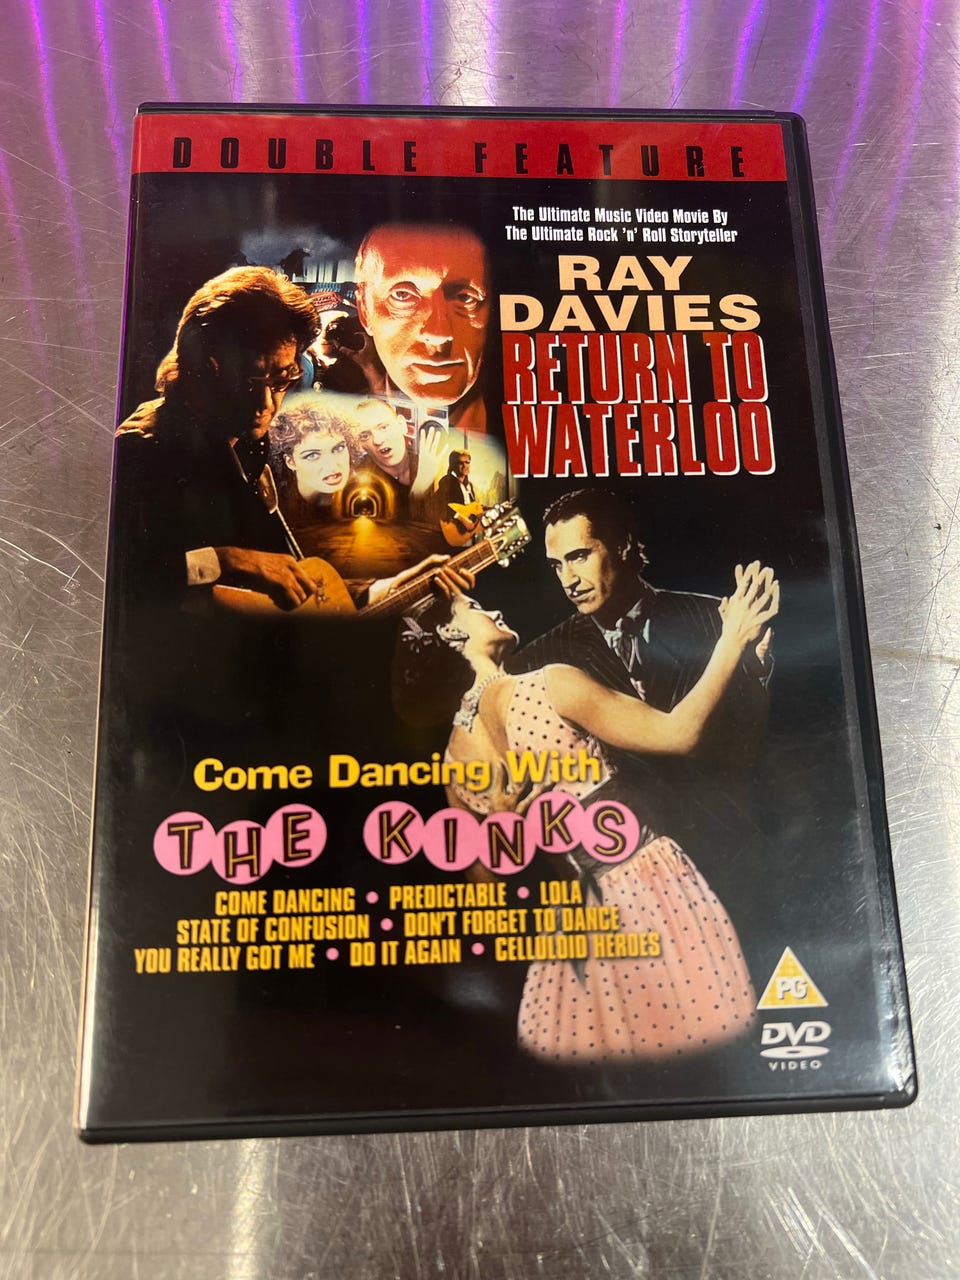 DOUBLE FEATURE
The Ultimate Music Video Movie By
The Ultimate Rock 'n' Roll Storyteller
RAY
DAVIES
RETURN TO
WATERLOO
Come Dancing With
THE KINKS
COME DANCING • PREDICTABLE • LOLA
STATE OF CONFUSION • DON'T FORGET TO DANCE
YOU REALLY GOT ME • DO IT AGAIN • CELLULOID HEROES
PG
DVD
VIDEO